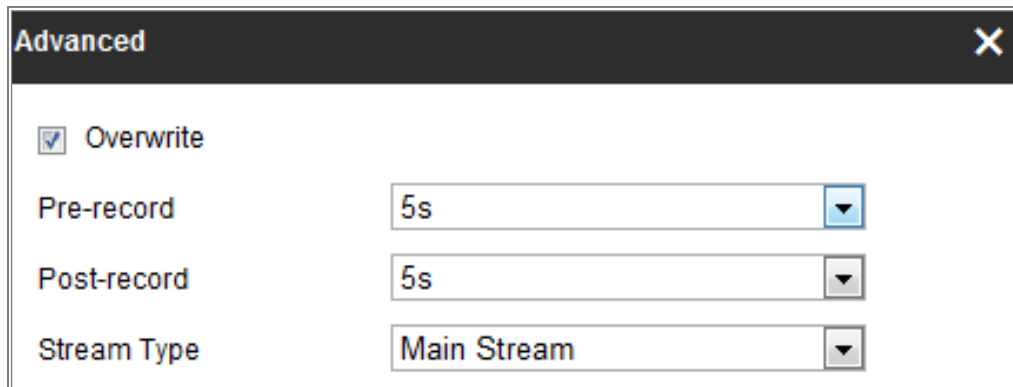 Advanced
Overwrite
Pre-record 5s
Post-record 5s
Stream Type Main Stream